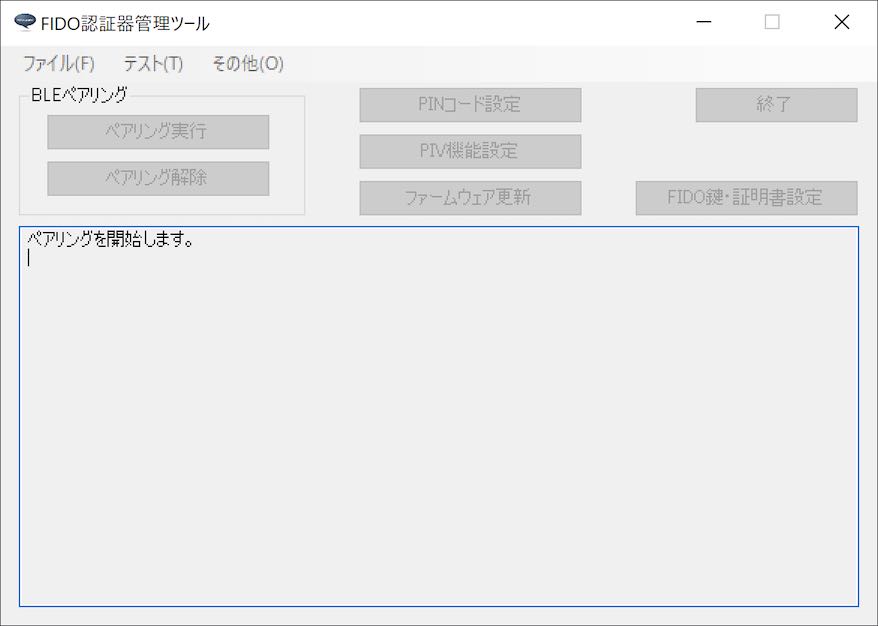 FIDO認証器管理ツール
ファイル(F) テスト(T) その他(O)
BLEペアリング
ペアリング実行
ペアリング解除
PINコード設定
PIV機能設定
ファームウェア更新
終了
FIDO鍵・証明書設定
ペアリングを開始します。